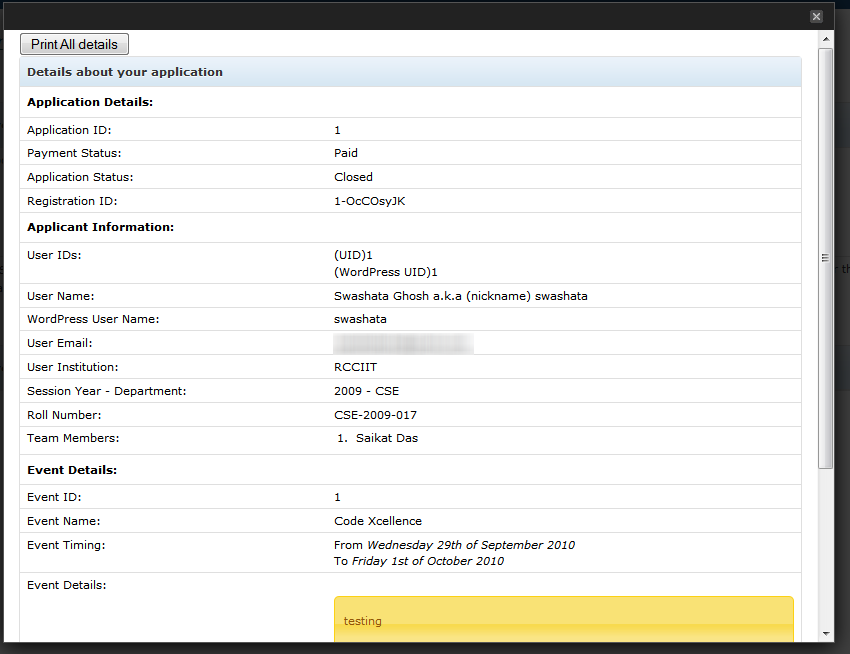 Print All details
Details about your application
Application Details:
Application ID: 1
Payment Status: Paid
Application Status: Closed
Registration ID: 1-OcCOsyJK
Applicant Information:
User IDs: (UID)1
(WordPress UID)1
User Name: Swashata Ghosh a.k.a (nickname) swashata
WordPress User Name: swashata
User Email:
User Institution: RCCIIT
Session Year - Department: 2009 - CSE
Roll Number: CSE-2009-017
Team Members: 1. Saikat Das
Event Details:
Event ID: 1
Event Name: Code Xcellence
Event Timing: From Wednesday 29th of September 2010
To Friday 1st of October 2010
Event Details:
testing